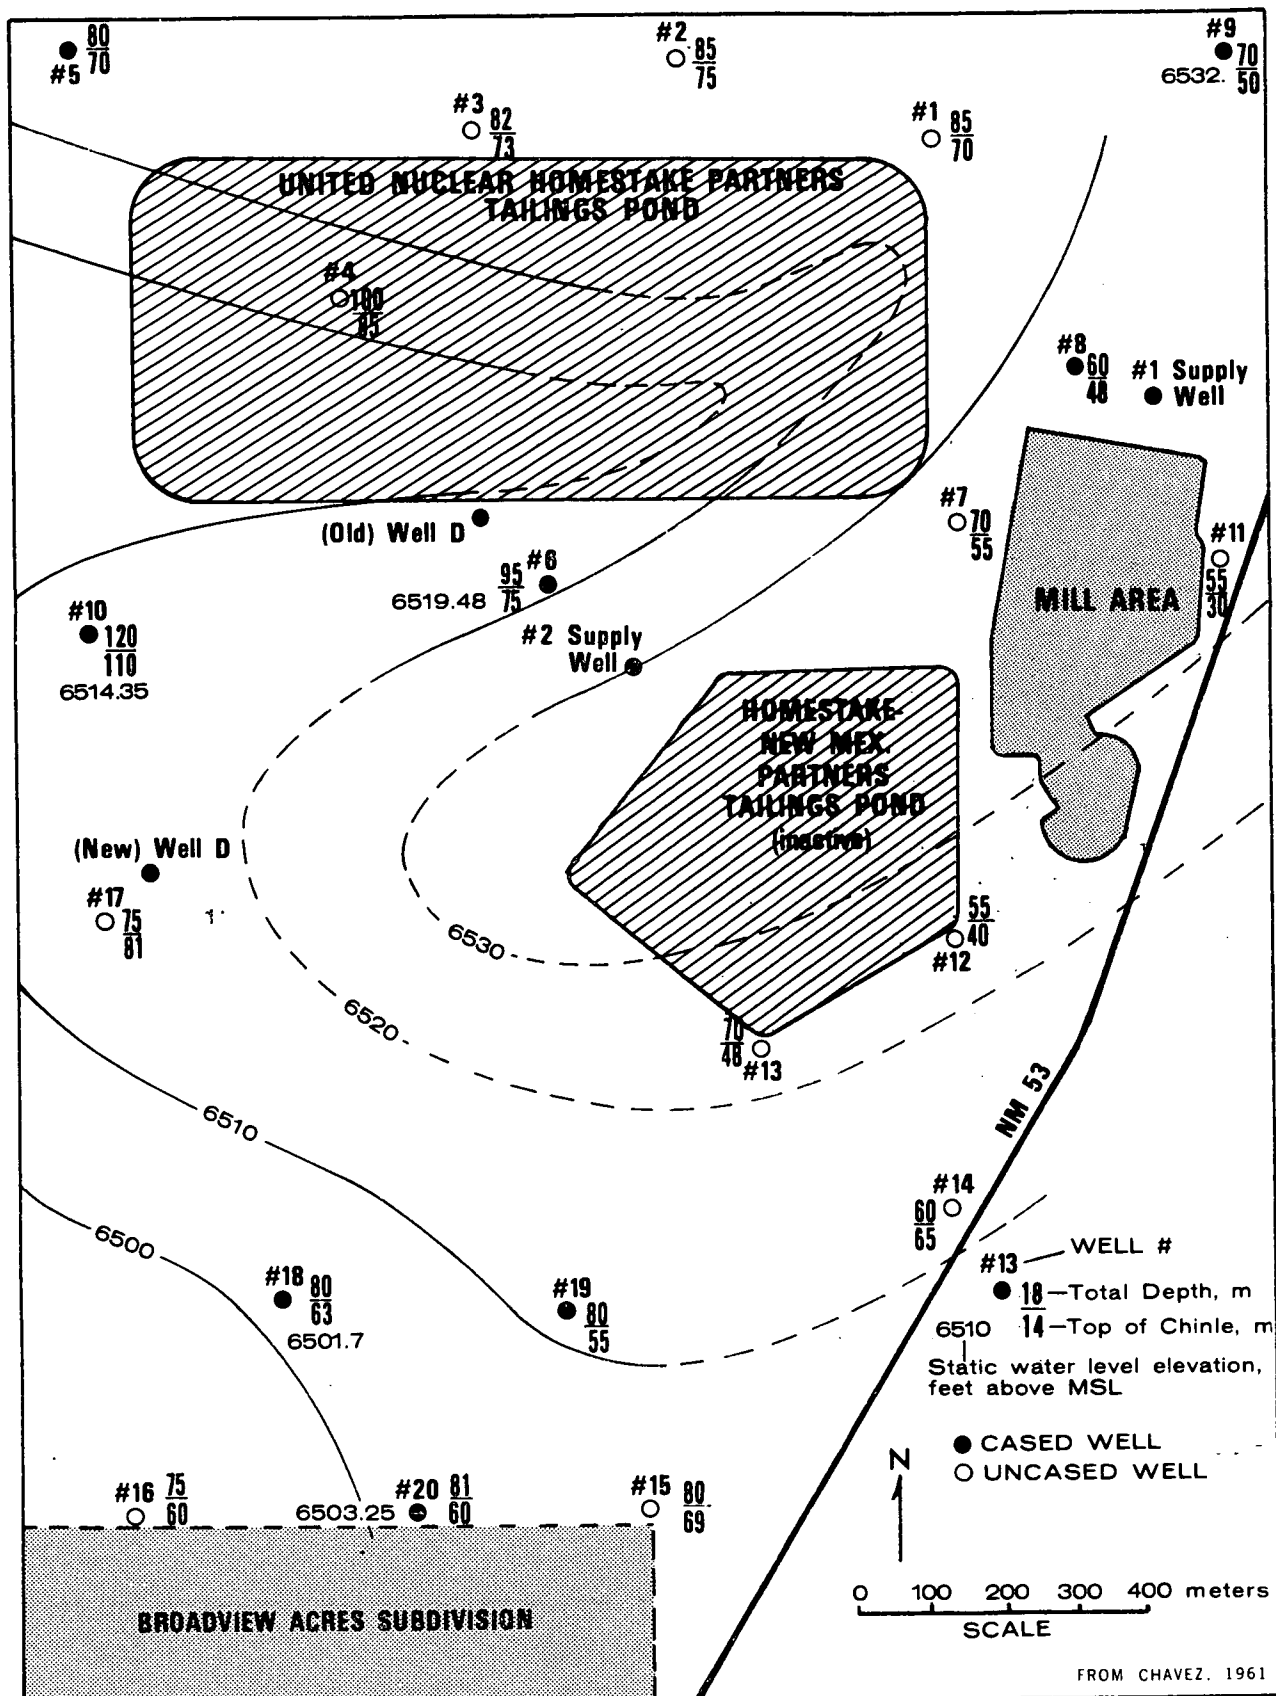 80
70
#5
#2
85
75
#9
70
50
6532.
#3
82
73
#1
85
70
UNITED NUCLEAR HOMESTAKE PARTNERS
TAILINGS POND
#4
#8
60
48
#1 Supply
Well
(Old) Well D
#7
70
55
#11
55
30
#6
95
75
6519.48
MILL AREA
#10
120
110
6514.35
#2 Supply
Well
HOMESTAKE-
NEW MEX.
PARTNERS
TAILINGS POND
(inactive)
(New) Well D
#17
75
81
6530
55
40
#12
6520
70
48
#13
NM 53
6510
#14
60
65
6500
WELL #
#13
18—Total Depth, m
14—Top of Chinle, m
6510
Static water level elevation,
feet above MSL
#18
80
63
6501.7
#19
80
55
CASED WELL
UNCASED WELL
N
#16
75
60
6503.25
#20
81
60
#15
80
69
0 100 200 300 400 meters
SCALE
BROADVIEW ACRES SUBDIVISION
FROM CHAVEZ. 1961